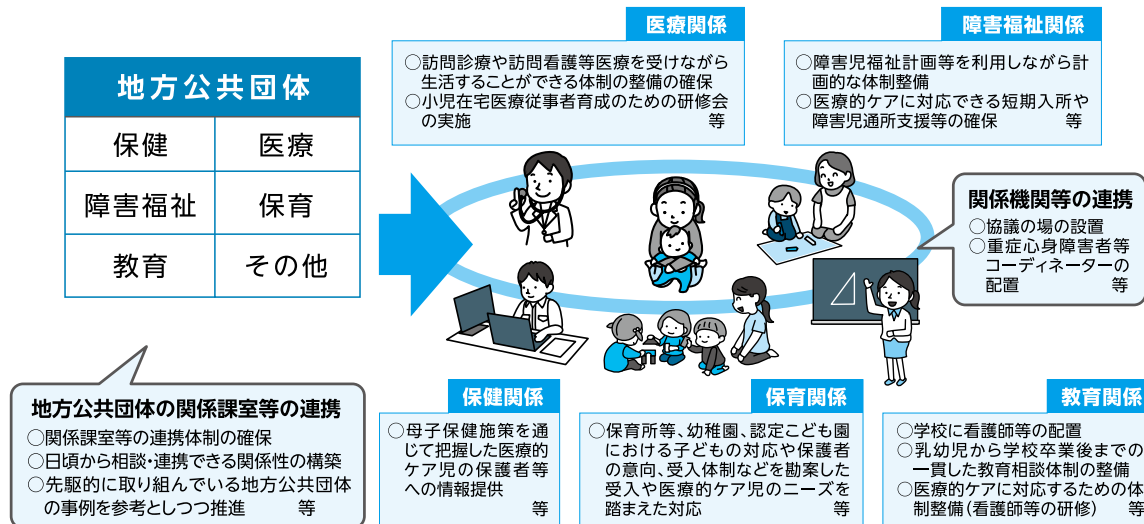 医療関係
○訪問診療や訪問看護等医療を受けながら
生活することができる体制の整備の確保
○小児在宅医療従事者育成のための研修会
の実施 等
障害福祉関係
○障害児福祉計画等を利用しながら計
画的な体制整備
○医療的ケアに対応できる短期入所や
障害児通所支援等の確保 等
地方公共団体
保健 医療
障害福祉 保育
教育 その他
関係機関等の連携
○協議の場の設置
○重症心身障害者等
コーディネーターの
配置 等
地方公共団体の関係課室等の連携
○関係課室等の連携体制の確保
○日頃から相談・連携できる関係性の構築
○先駆的に取り組んでいる地方公共団体
の事例を参考としつつ推進 等
保健関係
○母子保健施策を通
じて把握した医療的
ケア児の保護者等
への情報提供
等
保育関係
○保育所等、幼稚園、認定こども園
における子どもの対応や保護者
の意向、受入体制などを勘案した
受入や医療的ケア児のニーズを
踏まえた対応 等
教育関係
○学校に看護師等の配置
○乳幼児から学校卒業後までの
一貫した教育相談体制の整備
○医療的ケアに対応するための体
制整備(看護師等の研修) 等